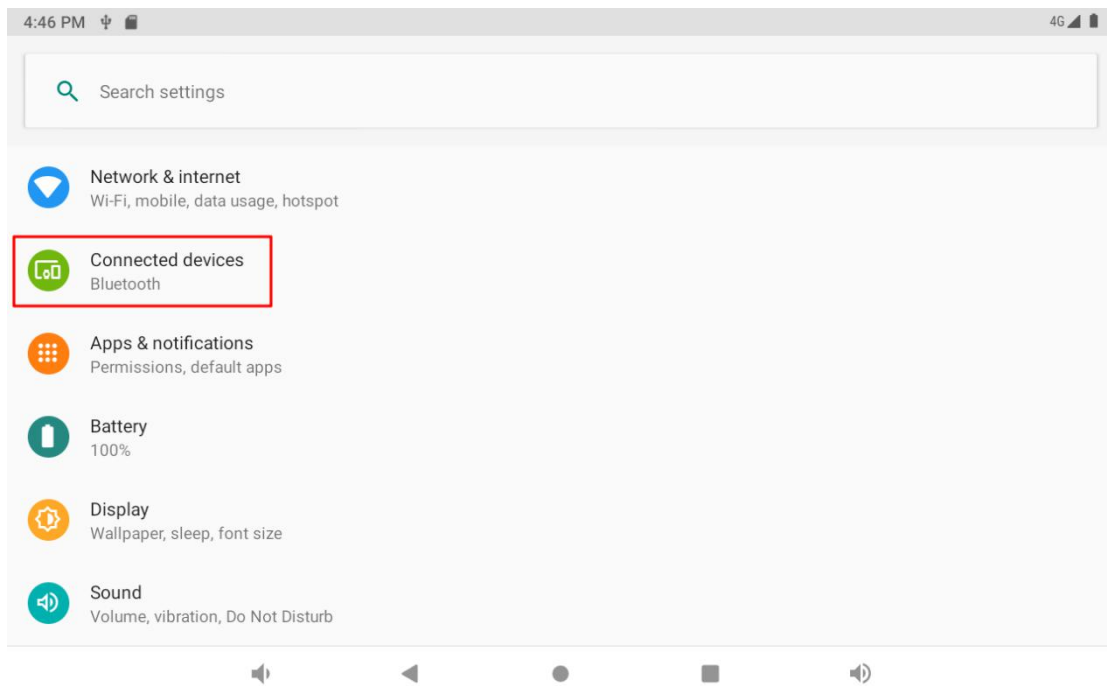 4:46 PM 4G
Search settings
Network & internet
Wi-Fi, mobile, data usage, hotspot
Connected devices
Bluetooth
Apps & notifications
Permissions, default apps
Battery
100%
Display
Wallpaper, sleep, font size
Sound
Volume, vibration, Do Not Disturb